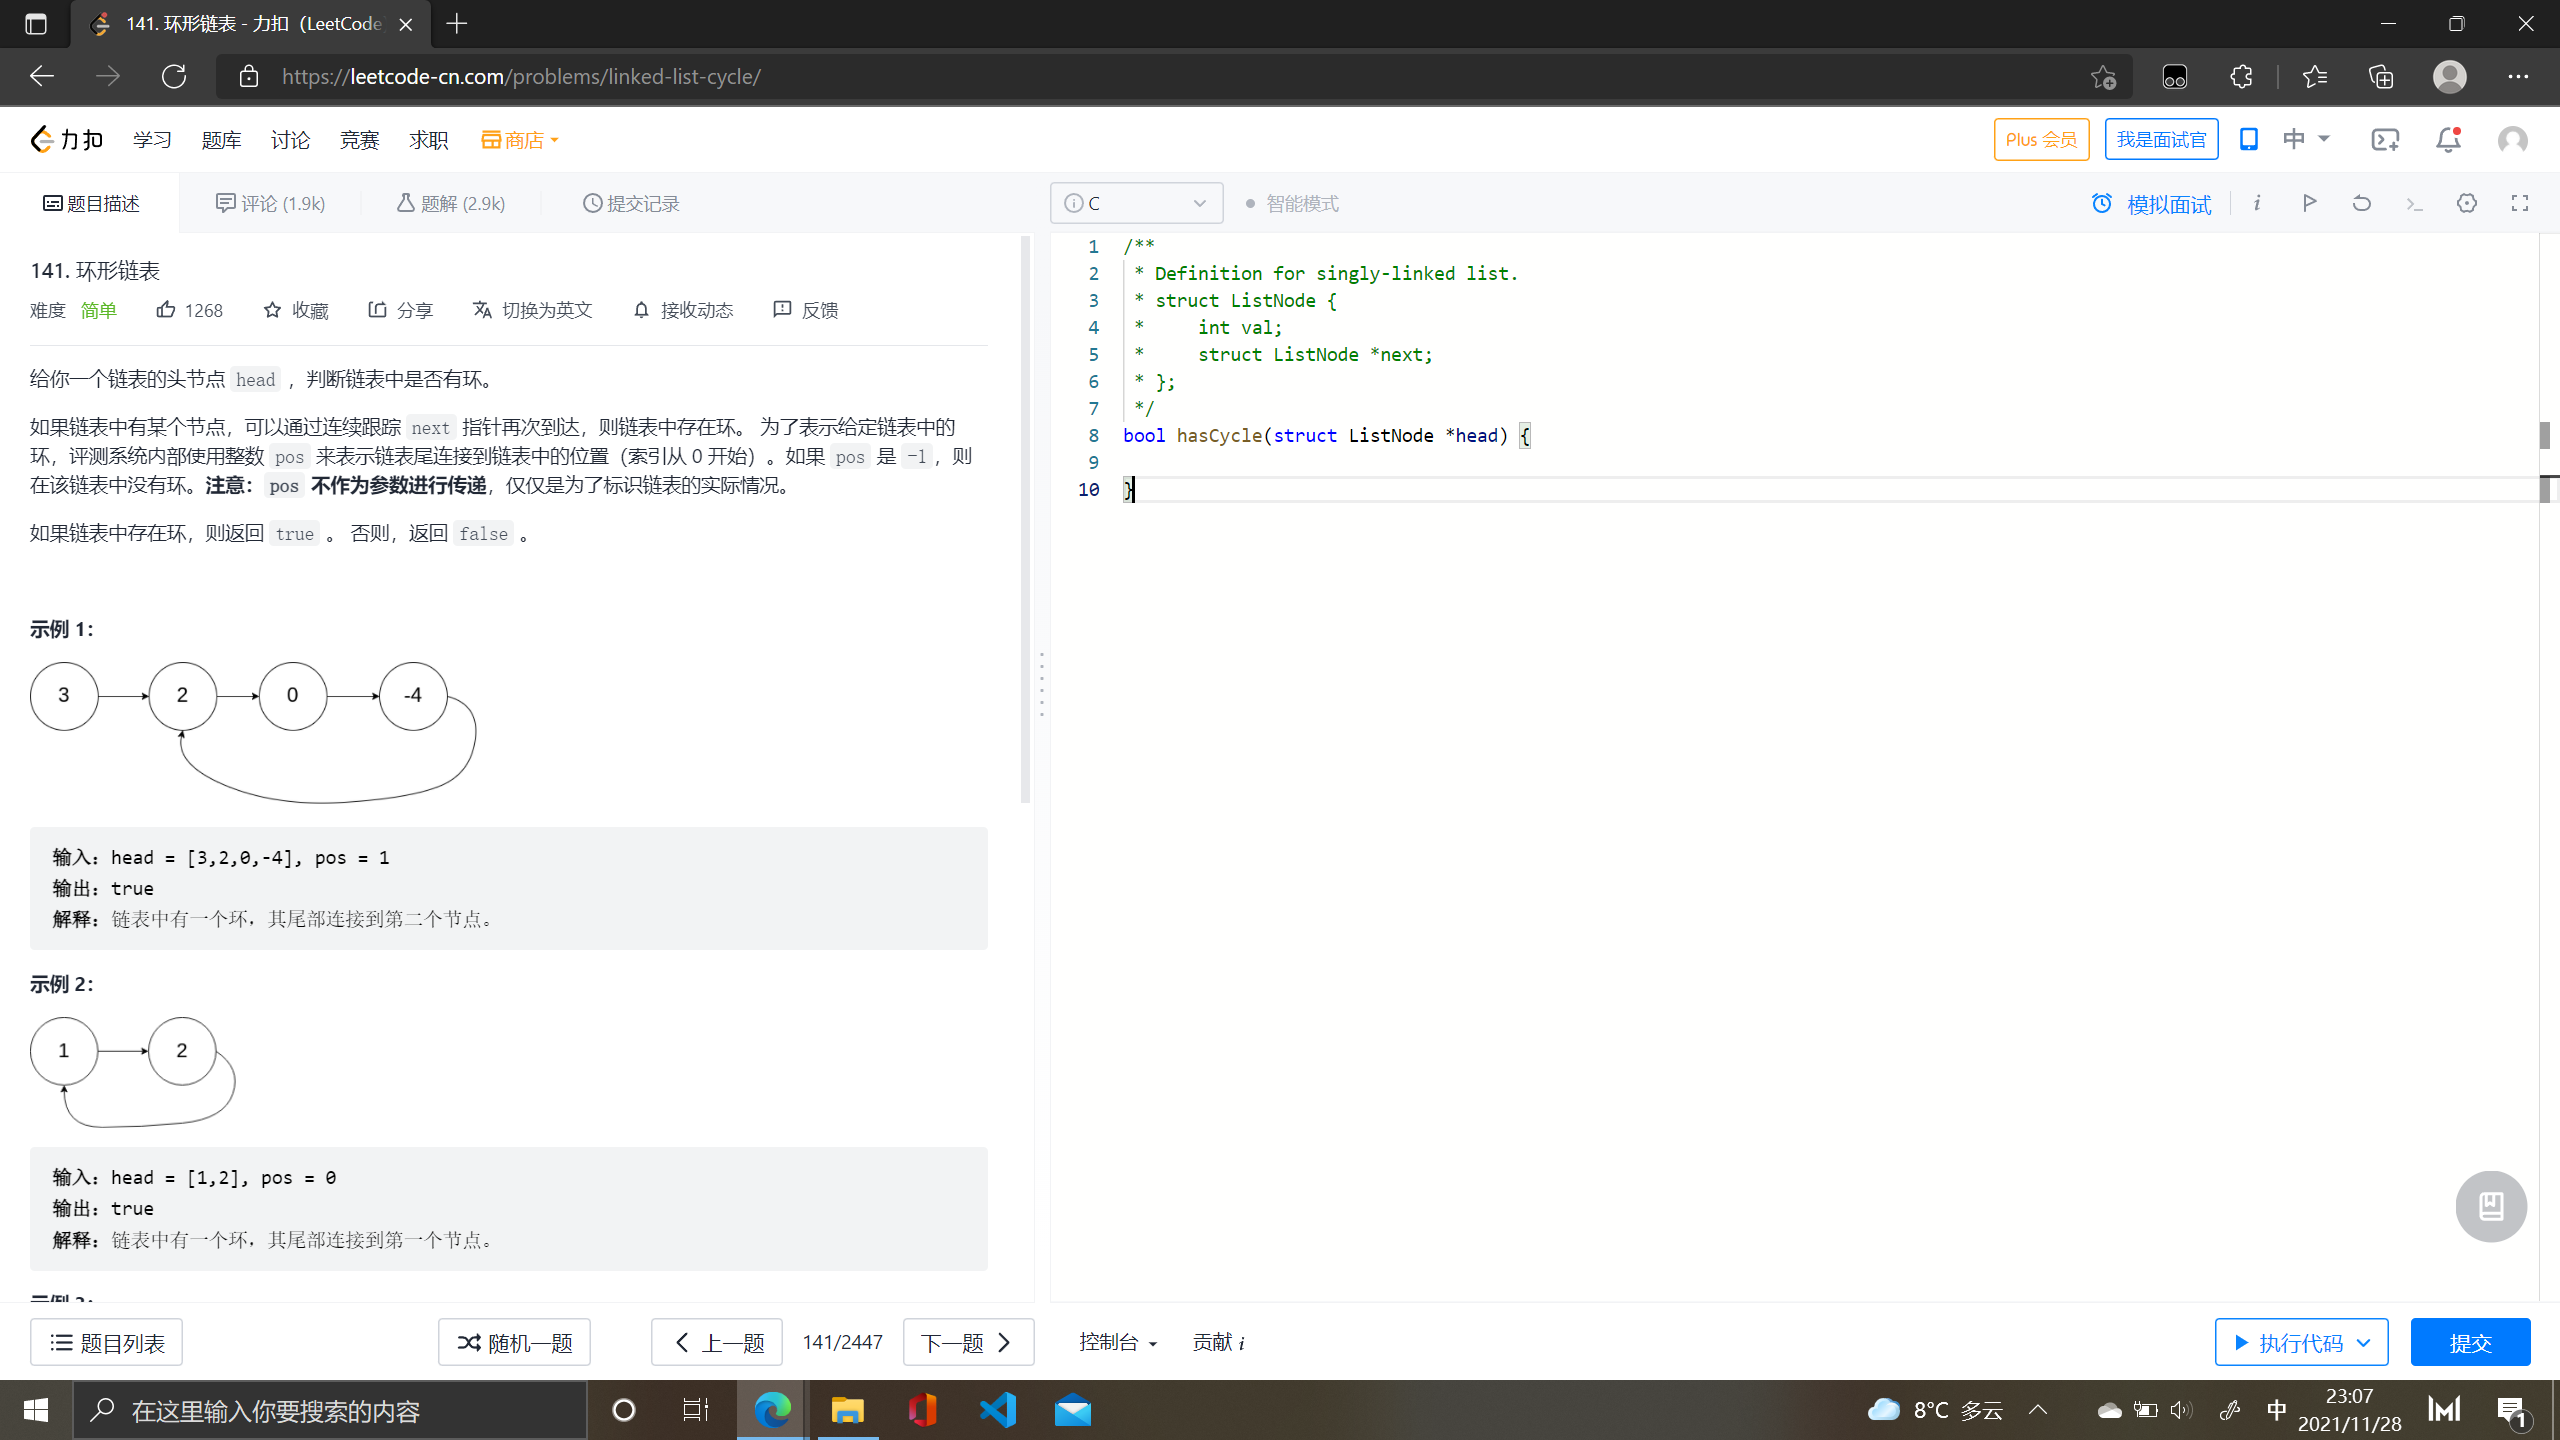 141. 环形链表 - 力扣（LeetCode
https://leetcode-cn.com/problems/linked-list-cycle/
力扣 学习 题库 讨论 竞赛 求职 商店 Plus 会员 我是面试官 中
题目描述 评论 (1.9k) 题解 (2.9k) 提交记录
C 智能模式 模拟面试 i
141. 环形链表
难度 简单 1268 收藏 分享 切换为英文 接收动态 反馈
给你一个链表的头节点 head ，判断链表中是否有环。
如果链表中有某个节点，可以通过连续跟踪 next 指针再次到达，则链表中存在环。 为了表示给定链表中的
环，评测系统内部使用整数 pos 来表示链表尾连接到链表中的位置（索引从 0 开始）。如果 pos 是 -1，则
在该链表中没有环。注意：pos 不作为参数进行传递，仅仅是为了标识链表的实际情况。
如果链表中存在环，则返回 true 。 否则，返回 false 。
示例 1：
3 2 0 -4
输入：head = [3,2,0,-4], pos = 1
输出：true
解释：链表中有一个环，其尾部连接到第二个节点。
示例 2：
1 2
输入：head = [1,2], pos = 0
输出：true
解释：链表中有一个环，其尾部连接到第一个节点。
1 /**
2 * Definition for singly-linked list.
3 * struct ListNode {
4 *     int val;
5 *     struct ListNode *next;
6 * };
7 */
8 bool hasCycle(struct ListNode *head) {
9
10 }
题目列表 随机一题 上一题 141/2447 下一题 控制台 贡献 i 执行代码 提交
在这里输入你要搜索的内容 8°C 多云 中 23:07
2021/11/28 1